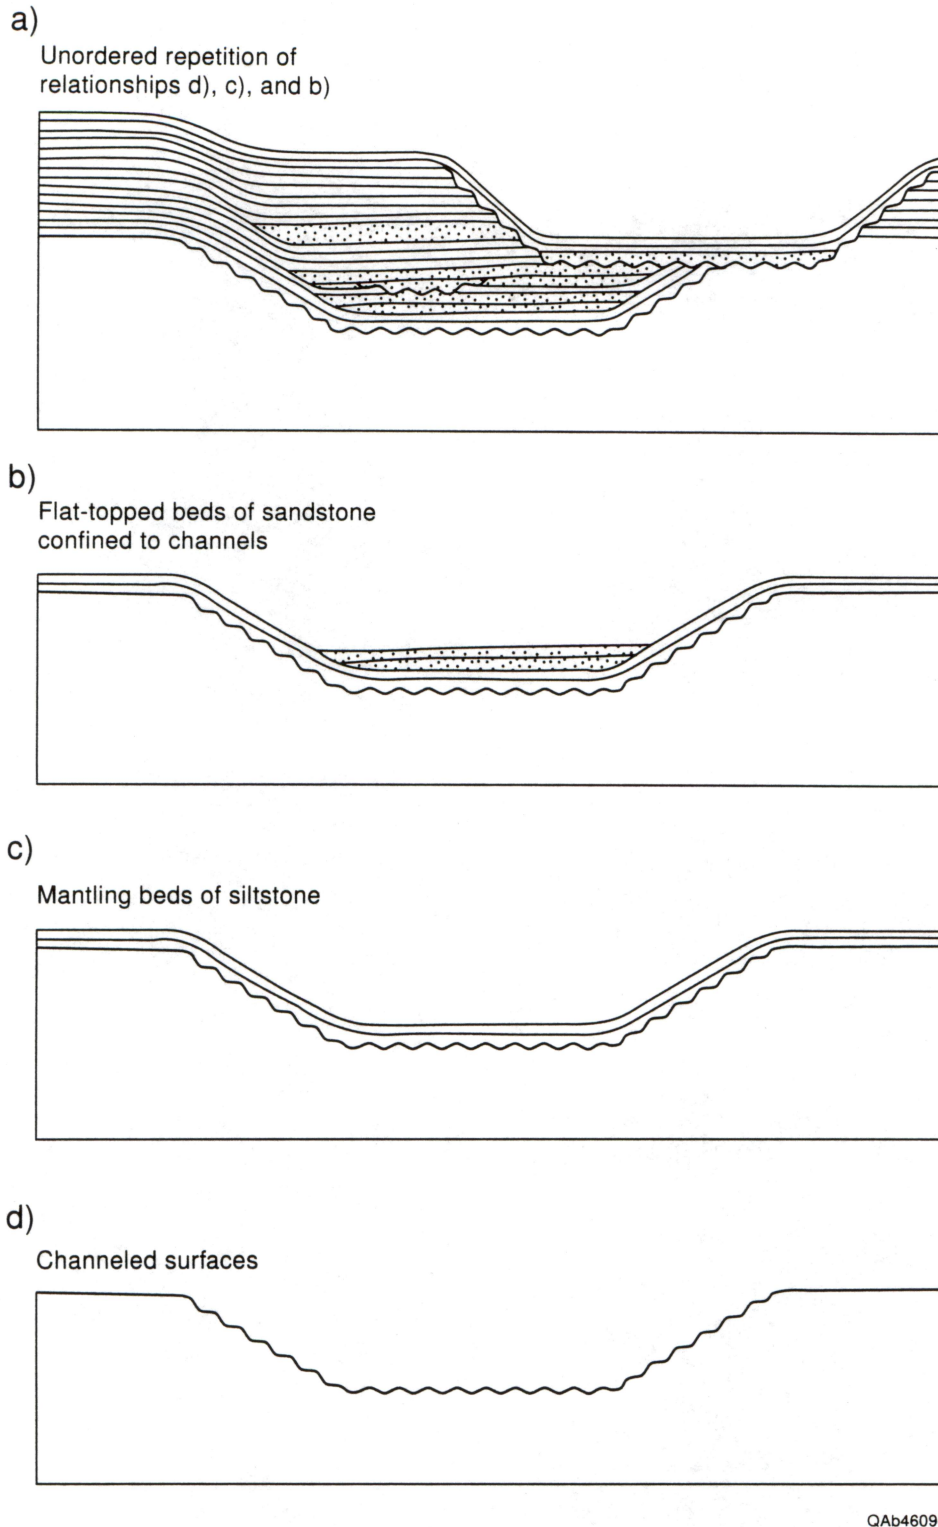 a)
Unordered repetition of
relationships d), c), and b)
b)
Flat-topped beds of sandstone
confined to channels
c)
Mantling beds of siltstone
d)
Channeled surfaces
QAb4609